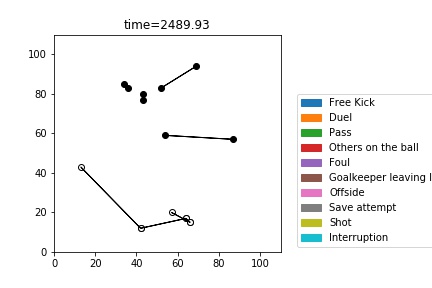 time=2489.93
100
80
60
40
20
0
0 20 40 60 80 100
Free Kick
Duel
Pass
Others on the ball
Foul
Goalkeeper leaving l
Offside
Save attempt
Shot
Interruption